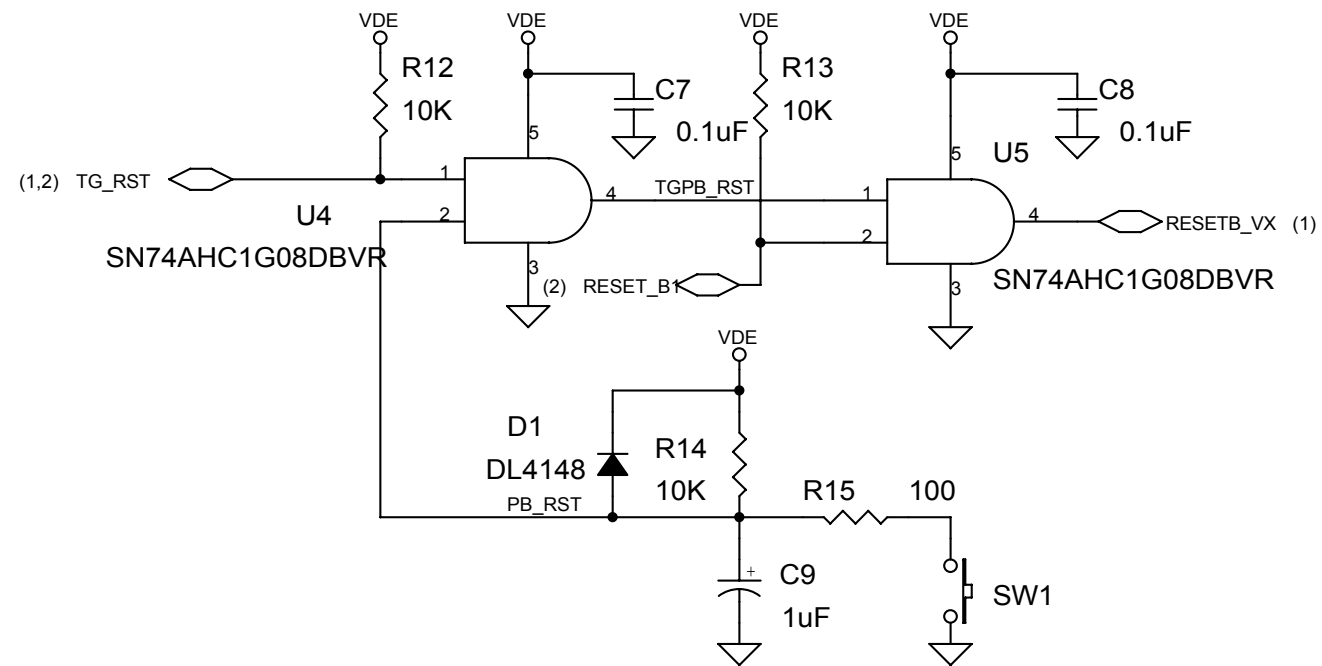 VDE VDE VDE VDE
R12
10K
C7
0.1uF
R13
10K
C8
0.1uF
5
5
U5
(1,2) TG_RST
1
2
4
TGPB_RST
1
2
4
RESETB_VX (1)
U4
SN74AHC1G08DBVR
3
(2) RESET_B1
3
SN74AHC1G08DBVR
VDE
D1
DL4148
R14
10K
R15 100
PB_RST
+
C9
1uF
SW1